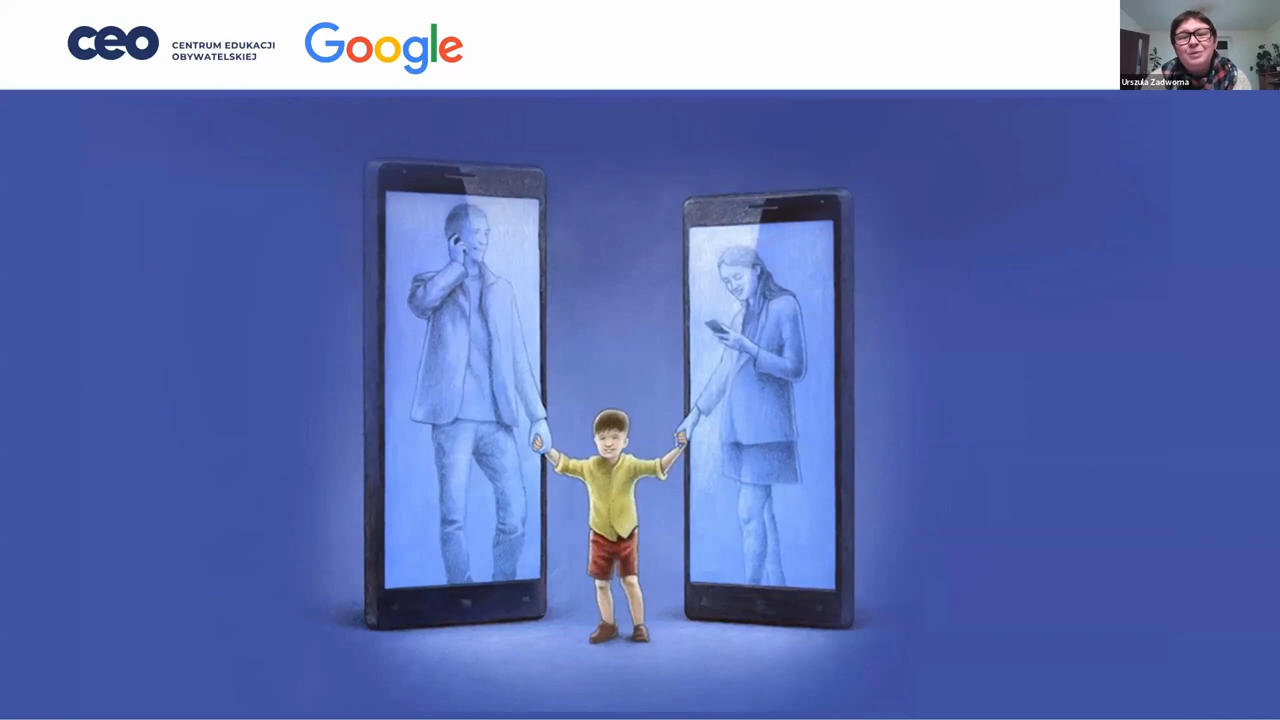 ceo
CENTRUM EDUKACJI
OBYWATELSKIEJ
Google
Urszula Zadworna